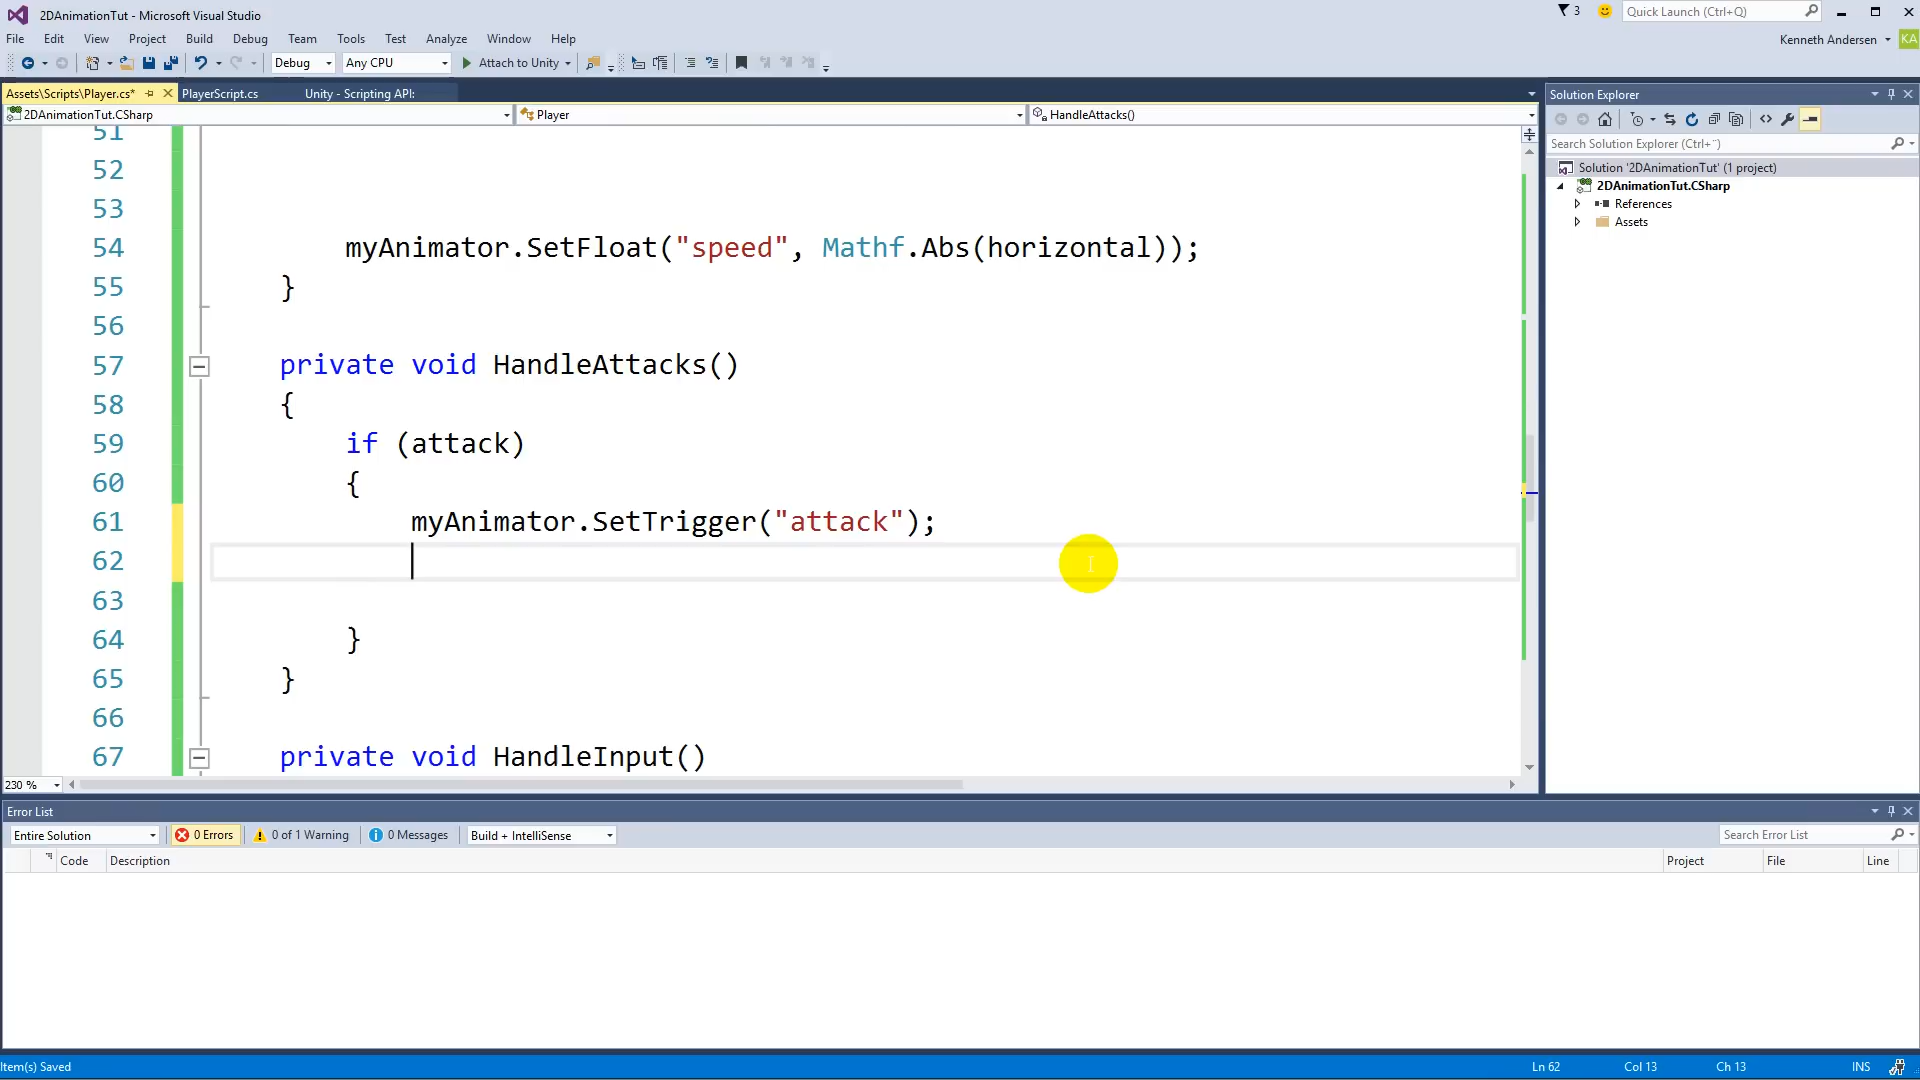 2DAnimationTut - Microsoft Visual Studio
3
Quick Launch (Ctrl+Q)
File Edit View Project Build Debug Team Tools Test Analyze Window Help
Kenneth Andersen
KA
Debug
Any CPU
Attach to Unity
Assets\Scripts\Player.cs*
PlayerScript.cs
Unity - Scripting API:
2DAnimationTut.CSharp
Player
HandleAttacks()
51
52
53
54 myAnimator.SetFloat("speed", Mathf.Abs(horizontal));
55 }
56
57 private void HandleAttacks()
58 {
59 if (attack)
60 {
61 myAnimator.SetTrigger("attack");
62
63
64 }
65 }
66
67 private void HandleInput()
230 %
Solution Explorer
Search Solution Explorer (Ctrl+¨)
Solution '2DAnimationTut' (1 project)
2DAnimationTut.CSharp
References
Assets
Error List
Entire Solution
0 Errors
0 of 1 Warning
0 Messages
Build + IntelliSense
Search Error List
Code Description Project File Line
Item(s) Saved
Ln 62 Col 13 Ch 13 INS